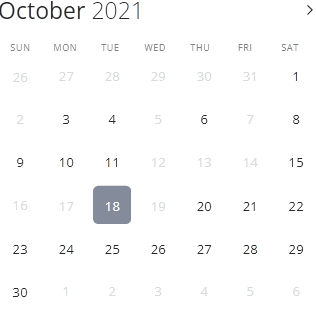 October 2021
SUN MON TUE WED THU FRI SAT
26 27 28 29 30 31 1
2 3 4 5 6 7 8
9 10 11 12 13 14 15
16 17 18 19 20 21 22
23 24 25 26 27 28 29
30 1 2 3 4 5 6